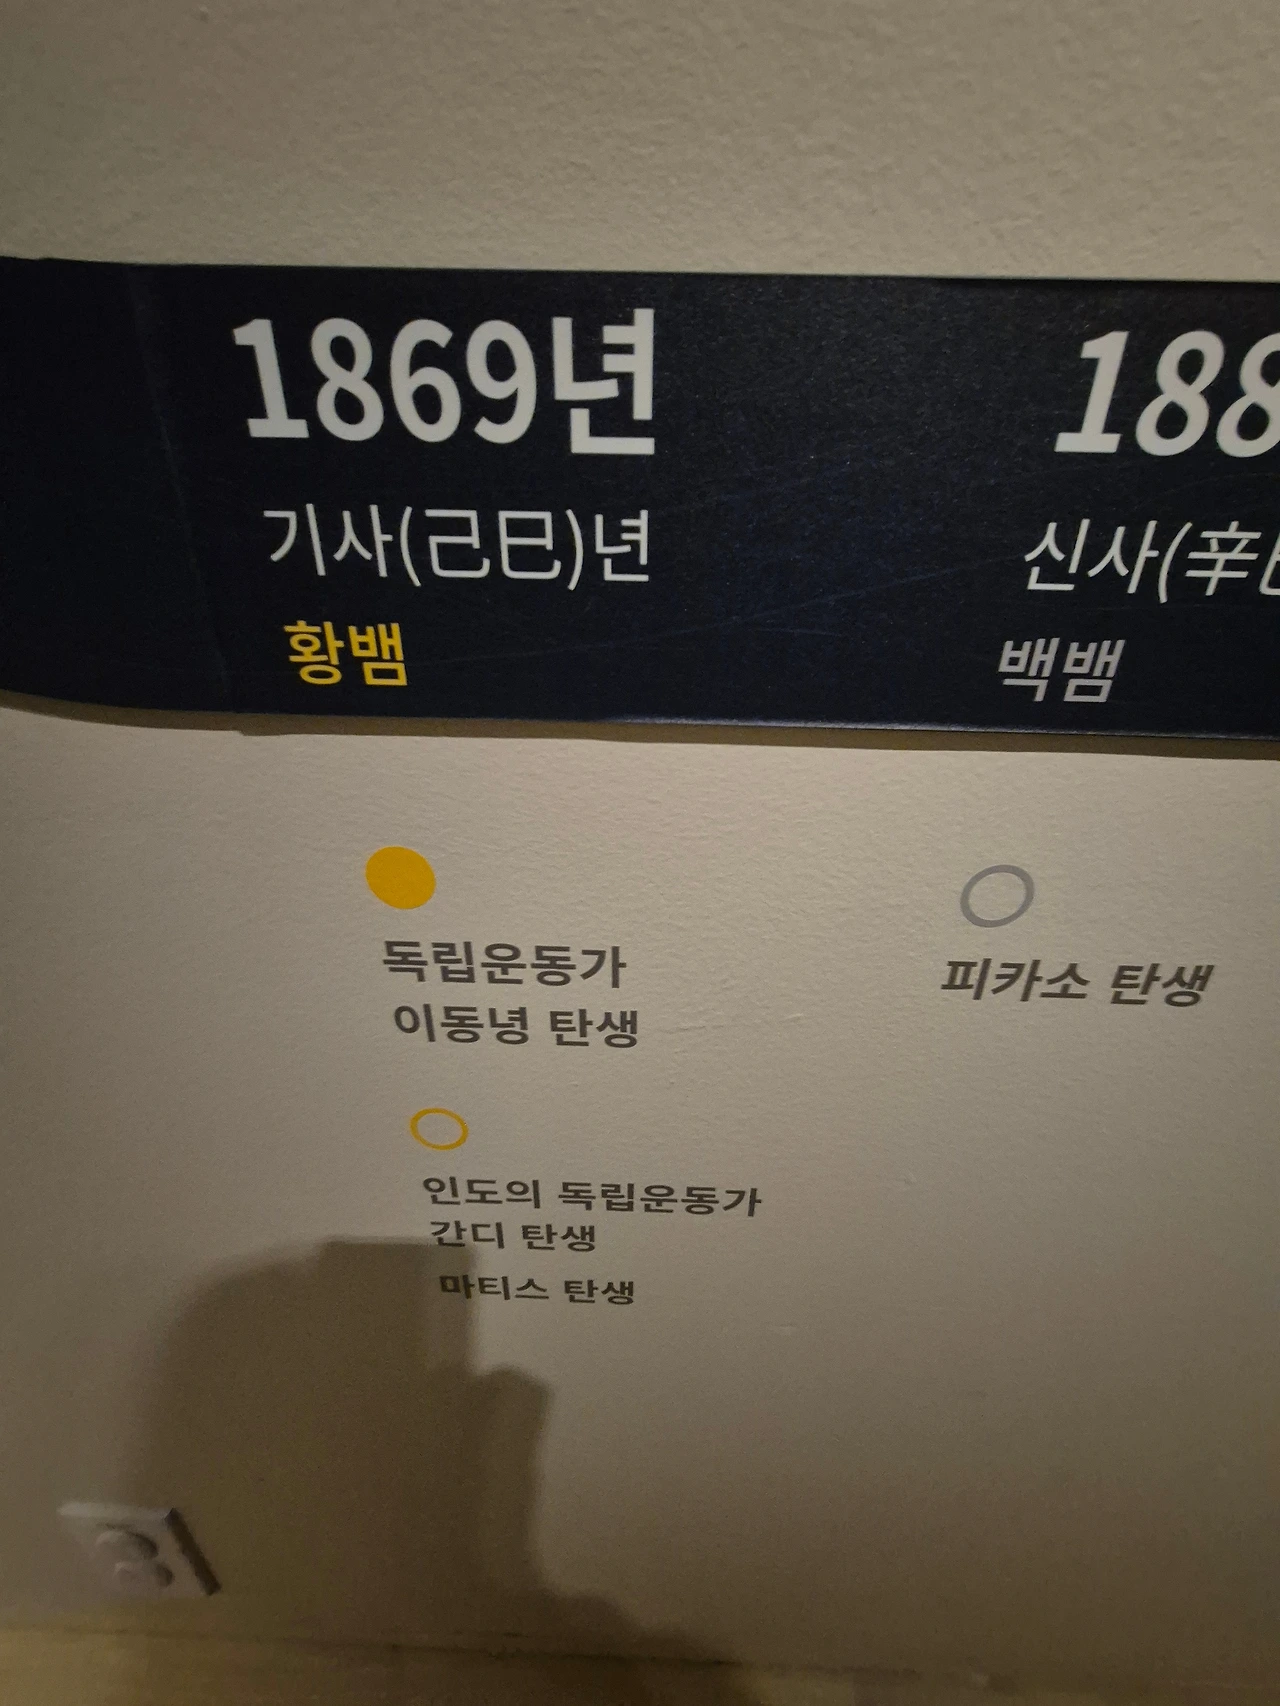 1869년
기사(己巳)년
황뱀
독립운동가
이동녕 탄생
인도의 독립운동가
간디 탄생
마티스 탄생
188
신사(辛
백뱀
피카소 탄생